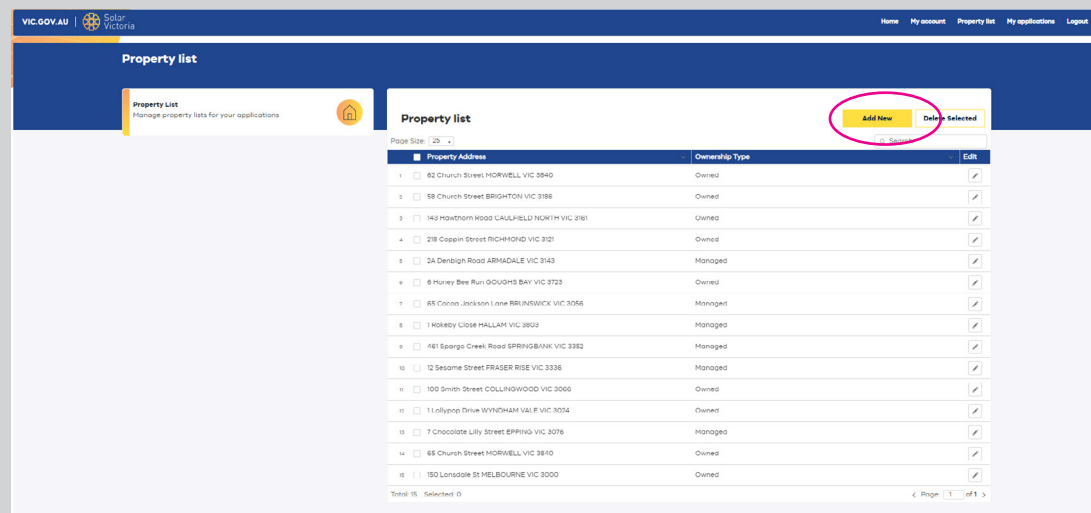 VIC.GOV.AU | Solar Victoria
Home My account Property list My applications Logout
Property list
Property List
Manage property lists for your applications
Property list
Add New Delete Selected
Page Size: 25
Search
Property Address Ownership Type Edit
1 62 Church Street MORWELL VIC 3840 Owned
2 58 Church Street BRIGHTON VIC 3186 Owned
3 143 Hawthorn Road CAULFIELD NORTH VIC 3161 Owned
4 218 Coppin Street RICHMOND VIC 3121 Owned
5 2A Denbigh Road ARMADALE VIC 3143 Managed
6 6 Honey Bee Run GOUGHS BAY VIC 3723 Owned
7 65 Cocoa Jackson Lane BRUNSWICK VIC 3056 Managed
8 1 Rokeby Close HALLAM VIC 3803 Managed
9 461 Spargo Creek Road SPRINGBANK VIC 3352 Managed
10 12 Sesame Street FRASER RISE VIC 3336 Managed
11 100 Smith Street COLLINGWOOD VIC 3066 Owned
12 1 Lollypop Drive WYNDHAM VALE VIC 3024 Owned
13 7 Chocolate Lilly Street EPPING VIC 3076 Managed
14 65 Church Street MORWELL VIC 3840 Owned
15 150 Lonsdale St MELBOURNE VIC 3000 Owned
Total: 15 Selected: 0 Page 1 of 1